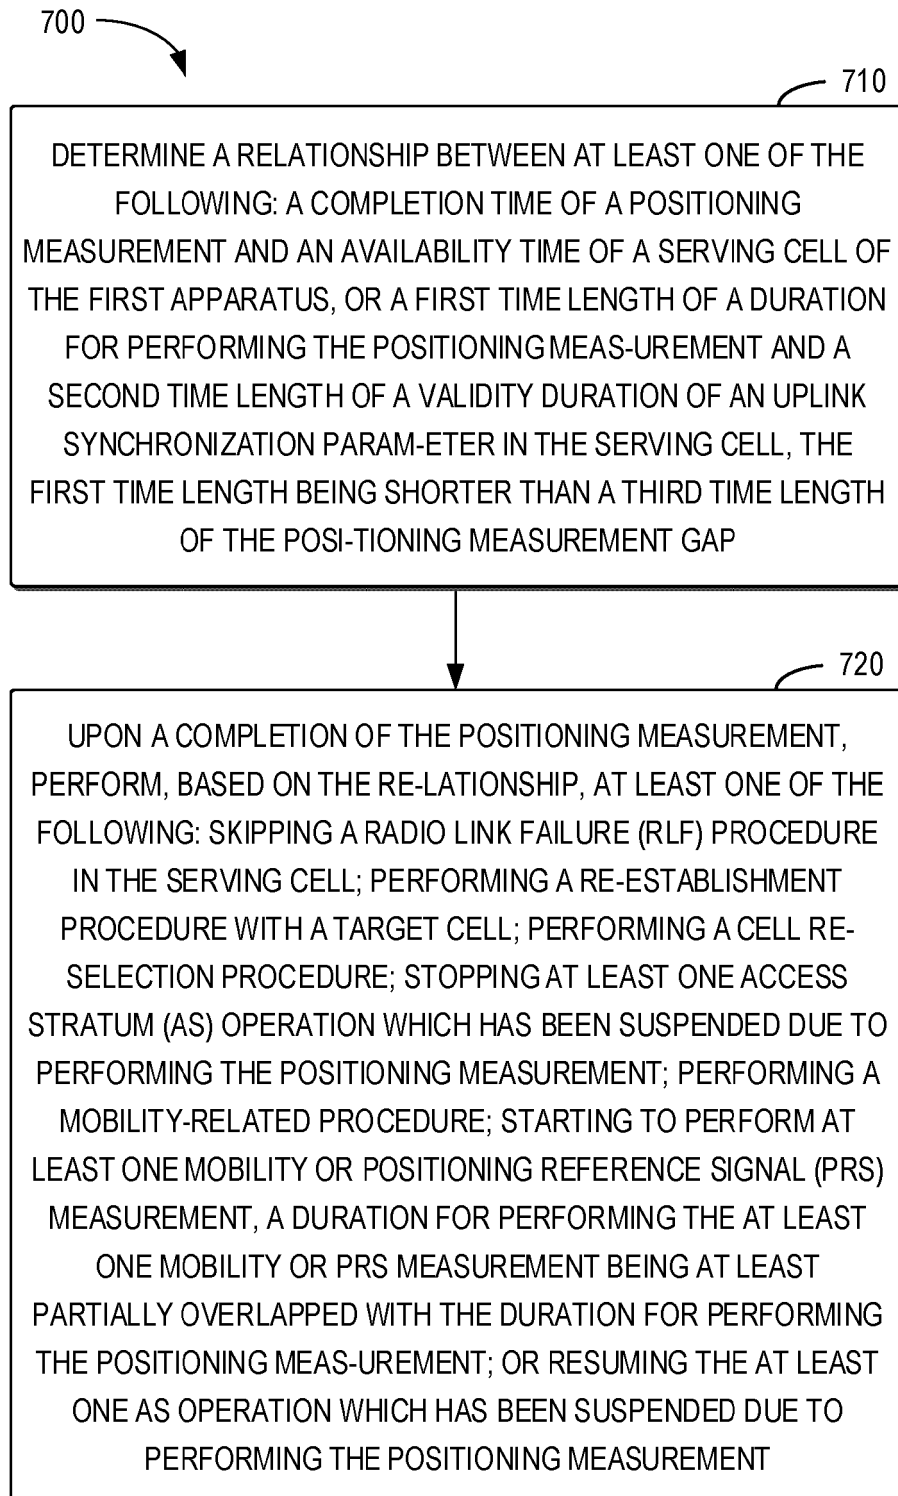 700
710
DETERMINE A RELATIONSHIP BETWEEN AT LEAST ONE OF THE
FOLLOWING: A COMPLETION TIME OF A POSITIONING
MEASUREMENT AND AN AVAILABILITY TIME OF A SERVING CELL OF
THE FIRST APPARATUS, OR A FIRST TIME LENGTH OF A DURATION
FOR PERFORMING THE POSITIONING MEAS-UREMENT AND A
SECOND TIME LENGTH OF A VALIDITY DURATION OF AN UPLINK
SYNCHRONIZATION PARAM-ETER IN THE SERVING CELL, THE
FIRST TIME LENGTH BEING SHORTER THAN A THIRD TIME LENGTH
OF THE POSI-TIONING MEASUREMENT GAP
720
UPON A COMPLETION OF THE POSITIONING MEASUREMENT,
PERFORM, BASED ON THE RE-LATIONSHIP, AT LEAST ONE OF THE
FOLLOWING: SKIPPING A RADIO LINK FAILURE (RLF) PROCEDURE
IN THE SERVING CELL; PERFORMING A RE-ESTABLISHMENT
PROCEDURE WITH A TARGET CELL; PERFORMING A CELL RE-
SELECTION PROCEDURE; STOPPING AT LEAST ONE ACCESS
STRATUM (AS) OPERATION WHICH HAS BEEN SUSPENDED DUE TO
PERFORMING THE POSITIONING MEASUREMENT; PERFORMING A
MOBILITY-RELATED PROCEDURE; STARTING TO PERFORM AT
LEAST ONE MOBILITY OR POSITIONING REFERENCE SIGNAL (PRS)
MEASUREMENT, A DURATION FOR PERFORMING THE AT LEAST
ONE MOBILITY OR PRS MEASUREMENT BEING AT LEAST
PARTIALLY OVERLAPPED WITH THE DURATION FOR PERFORMING
THE POSITIONING MEAS-UREMENT; OR RESUMING THE AT LEAST
ONE AS OPERATION WHICH HAS BEEN SUSPENDED DUE TO
PERFORMING THE POSITIONING MEASUREMENT